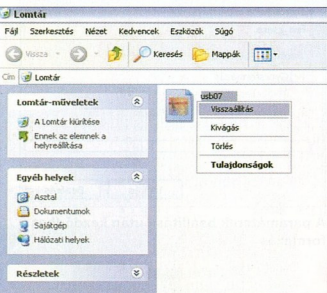 Lomtár
Fájl Szerkesztés Nézet Kedvencek Eszközök Súgó
Vissza Keresés Mappák
Cím Lomtár
Lomtár-műveletek
A Lomtár kiürítése
Ennek az elemnek a
helyreállítása
Egyéb helyek
Asztal
Dokumentumok
Sajátgép
Hálózati helyek
Részletek
usb07
Visszaállítás
Kivágás
Törlés
Tulajdonságok